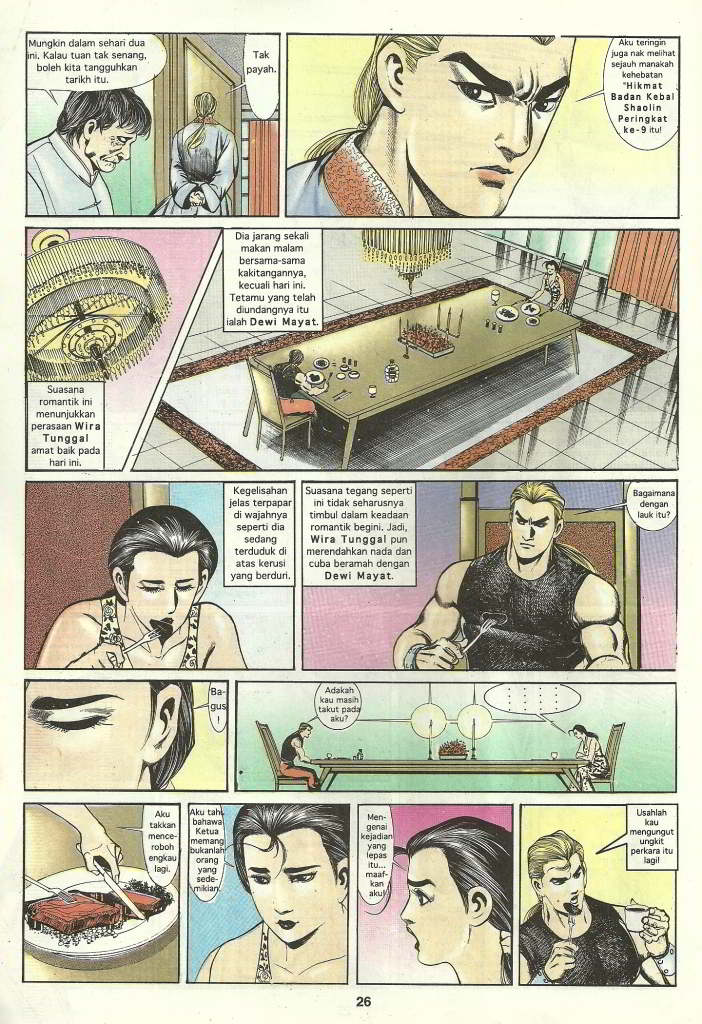 Mungkin dalam sehari dua
ini. Kalau tuan tak senang,
boleh kita tangguhkan
tarikh itu.
Tak
payah.
Aku teringin
juga nak melihat
sejauh manakah
kehebatan
"Hikmat
Badan Kebal
Shaolin
Peringkat
ke-9 itu!
Suasana
romantik ini
menunjukkan
perasaan Wira
Tunggal
amat baik pada
hari ini.
Dia jarang sekali
makan malam
bersama-sama
kakitangannya,
kecuali hari ini.
Tetamu yang telah
diundangnya itu
ialah Dewi Mayat.
Kegelisahan
jelas terpapar
di wajahnya
seperti dia
sedang
terduduk di
atas kerusi
yang berduri.
Suasana tegang seperti
ini tidak seharusnya
timbul dalam keadaan
romantik begini. Jadi,
Wira Tunggal pun
merendahkan nada dan
cuba beramah dengan
Dewi Mayat.
Bagaimana
dengan
lauk itu?
Ba-
gus
!
Adakah
kau masih
takut pada
aku?
. . . . . .
. . . . . .
Aku
takkan
mence-
roboh
engkau
lagi.
Aku tahu
bahawa
Ketua
memang
bukanlah
orang
yang
sede-
mikian.
Men-
genai
kejadian
yang
lepas
itu...
maaf-
kan
aku!
Usahlah
kau
mengungut
ungkit
perkara itu
lagi!
26